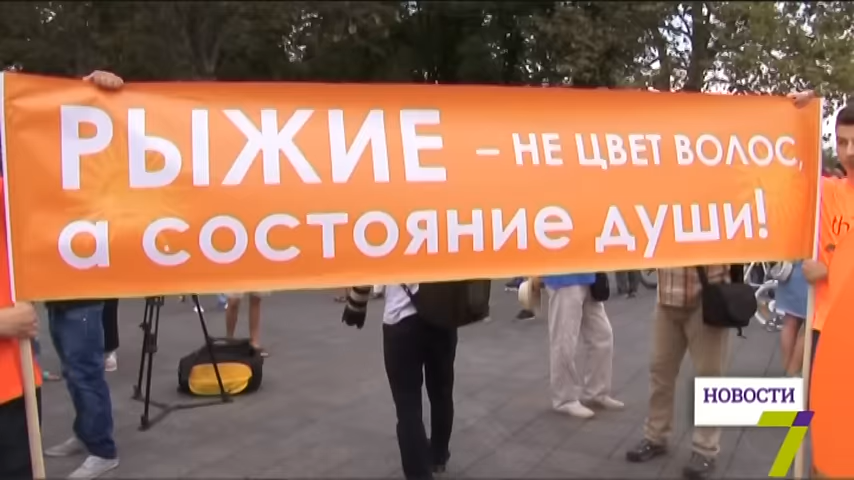 РЫЖИЕ – НЕ ЦВЕТ ВОЛОС,
а состояние души!
НОВОСТИ
7